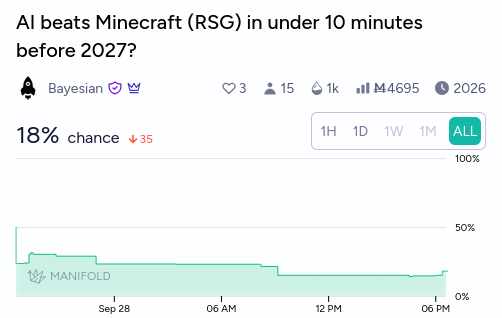 AI beats Minecraft (RSG) in under 10 minutes
before 2027?
Bayesian 3 15 1k Ṁ4695 2026
18% chance ↓35 1H 1D 1W 1M ALL
100%
50%
MANIFOLD
0%
Sep 28 06 AM 12 PM 06 PM